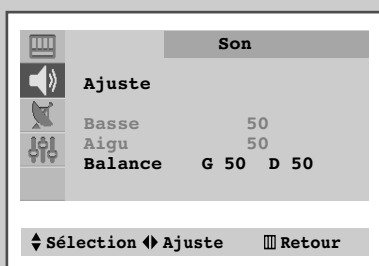 Son
Ajuste
Basse 50
Aigu 50
Balance G 50 D 50
Sélection Ajuste Retour